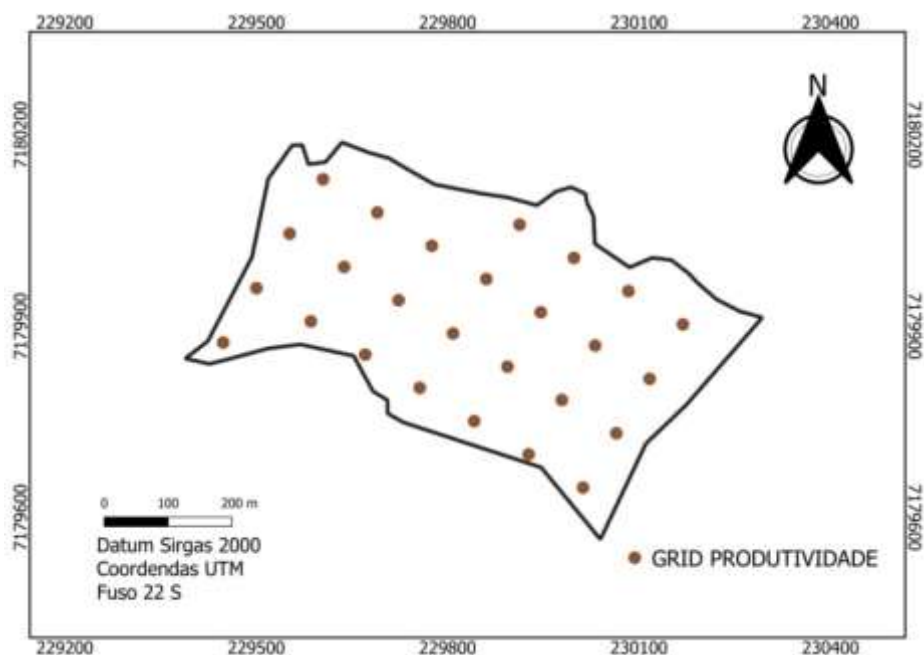 229200 229500 229800 230100 230400
N
7180200 7180200
7179900 7179900
7179600 7179600
0 100 200 m
Datum Sirgas 2000
Coordendas UTM
Fuso 22 S
GRID PRODUTIVIDADE
229200 229500 229800 230100 230400